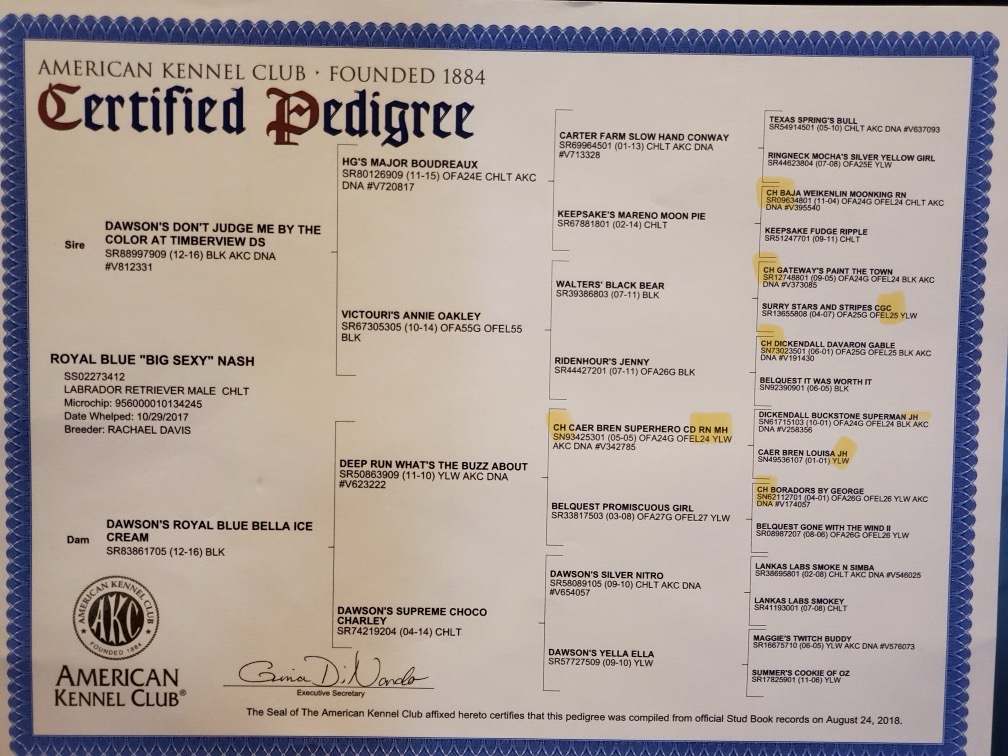 AMERICAN KENNEL CLUB · FOUNDED 1884
Certified Pedigree
Sire
DAWSON'S DON'T JUDGE ME BY THE
COLOR AT TIMBERVIEW DS
SR88997909 (12-16) BLK AKC DNA
#V812331
ROYAL BLUE "BIG SEXY" NASH
SS02273412
LABRADOR RETRIEVER MALE CHLT
Microchip: 956000010134245
Date Whelped: 10/29/2017
Breeder: RACHAEL DAVIS
Dam
DAWSON'S ROYAL BLUE BELLA ICE
CREAM
SR83861705 (12-16) BLK
HG'S MAJOR BOUDREAUX
SR80126909 (11-15) OFA24E CHLT AKC
DNA #V720817
VICTOURI'S ANNIE OAKLEY
SR67305305 (10-14) OFA55G OFEL55
BLK
DEEP RUN WHAT'S THE BUZZ ABOUT
SR50863909 (11-10) YLW AKC DNA
#V623222
DAWSON'S SUPREME CHOCO
CHARLEY
SR74219204 (04-14) CHLT
CARTER FARM SLOW HAND CONWAY
SR69964501 (01-13) CHLT AKC DNA
#V713328
KEEPSAKE'S MARENO MOON PIE
SR67881801 (02-14) CHLT
WALTERS' BLACK BEAR
SR39386803 (07-11) BLK
RIDENHOUR'S JENNY
SR44427201 (07-11) OFA26G BLK
CH CAER BREN SUPERHERO CD RN MH
SN93425301 (05-05) OFA24G OFEL24 YLW
AKC DNA #V342785
BELQUEST PROMISCUOUS GIRL
SR33817503 (03-08) OFA27G OFEL27 YLW
DAWSON'S SILVER NITRO
SR58089105 (09-10) CHLT AKC DNA
#V654057
DAWSON'S YELLA ELLA
SR57727509 (09-10) YLW
TEXAS SPRING'S BULL
SR54914501 (05-10) CHLT AKC DNA #V637093
RINGNECK MOCHA'S SILVER YELLOW GIRL
SR44623804 (07-08) OFA25E YLW
CH BAJA WEIKENLIN MOONKING RN
SR09634801 (11-04) OFA24G OFEL24 CHLT AKC
DNA #V395540
KEEPSAKE FUDGE RIPPLE
SR51247701 (09-11) CHLT
CH GATEWAY'S PAINT THE TOWN
SR12748801 (09-05) OFA24G OFEL24 BLK AKC
DNA #V373085
SURRY STARS AND STRIPES CGC
SR13655808 (04-07) OFA25G OFEL25 YLW
CH DICKENDALL DAVARON GABLE
SN73023501 (06-01) OFA25G OFEL25 BLK AKC
DNA #V191430
BELQUEST IT WAS WORTH IT
SN92390901 (06-05) BLK
DICKENDALL BUCKSTONE SUPERMAN JH
SN61715103 (10-01) OFA24G OFEL24 BLK AKC
DNA #V258356
CAER BREN LOUISA JH
SN49536107 (01-01) YLW
CH BORADORS BY GEORGE
SN62112701 (04-01) OFA26G OFEL26 YLW AKC
DNA #V174057
BELQUEST GONE WITH THE WIND II
SR08987207 (08-06) OFA26G OFEL26 YLW
LANKAS LABS SMOKE N SIMBA
SR38695801 (02-08) CHLT AKC DNA #V546025
LANKAS LABS SMOKEY
SR41193001 (07-08) CHLT
MAGGIE'S TWITCH BUDDY
SR16675710 (06-05) YLW AKC DNA #V576073
SUMMER'S COOKIE OF OZ
SR17825901 (11-06) YLW
AMERICAN KENNEL CLUB
AKC
FOUNDED 1884
AMERICAN
KENNEL CLUB®
Gina DiNardo
Executive Secretary
The Seal of The American Kennel Club affixed hereto certifies that this pedigree was compiled from official Stud Book records on August 24, 2018.